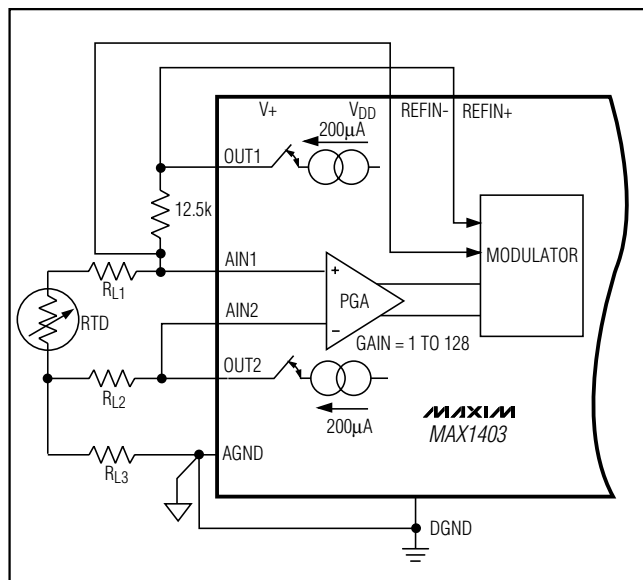 V+ VDD REFIN- REFIN+
200µA
OUT1
12.5k
MODULATOR
AIN1
RL1
+
PGA
RTD
AIN2
−
GAIN = 1 TO 128
OUT2
RL2
200µA
MAXIM
MAX1403
AGND
RL3
DGND